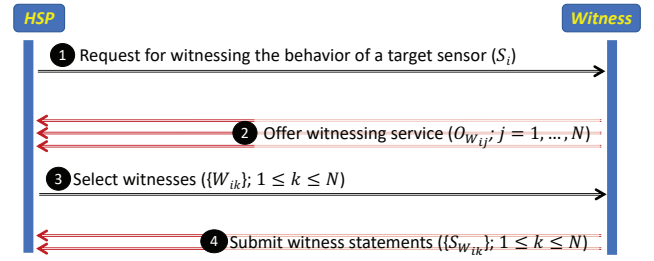 HSP Witness
1 Request for witnessing the behavior of a target sensor (𝑆ᵢ)
2 Offer witnessing service (𝑂_{𝑊_{𝑖𝑗}}; 𝑗 = 1, … , 𝑁)
3 Select witnesses ({𝑊_{𝑖𝑘}}; 1 ≤ 𝑘 ≤ 𝑁)
4 Submit witness statements ({𝑆_{𝑊_{𝑖𝑘}}}; 1 ≤ 𝑘 ≤ 𝑁)